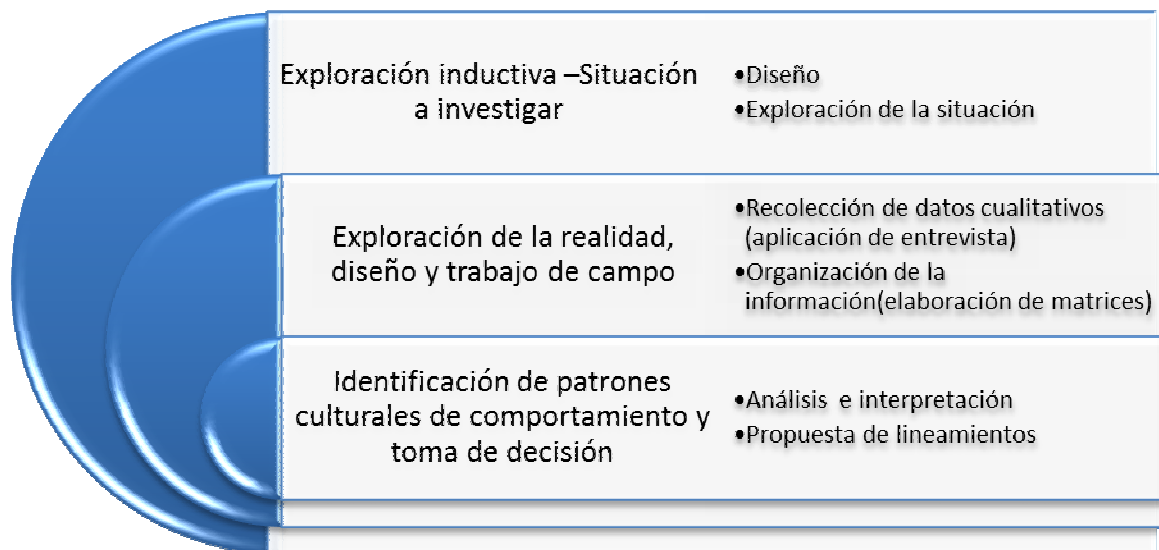 Exploración inductiva –Situación
a investigar
•Diseño
•Exploración de la situación
Exploración de la realidad,
diseño y trabajo de campo
•Recolección de datos cualitativos
(aplicación de entrevista)
•Organización de la
información(elaboración de matrices)
Identificación de patrones
culturales de comportamiento y
toma de decisión
•Análisis e interpretación
•Propuesta de lineamientos